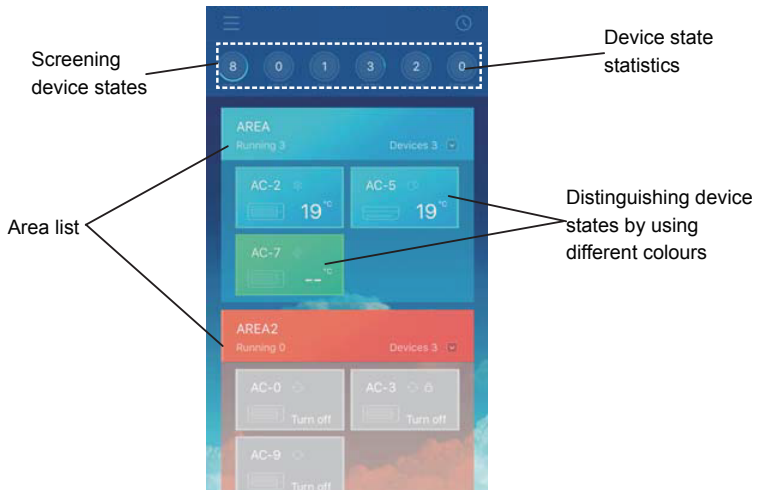 Screening
device states
8 0 1 3 2 0
Device state
statistics
AREA
Running 3 Devices 3
AC-2 AC-5
19 °C 19 °C
AC-7
-- °C
Area list
Distinguishing device
states by using
different colours
AREA2
Running 0 Devices 3
AC-0 AC-3
Turn off Turn off
AC-9
Turn off